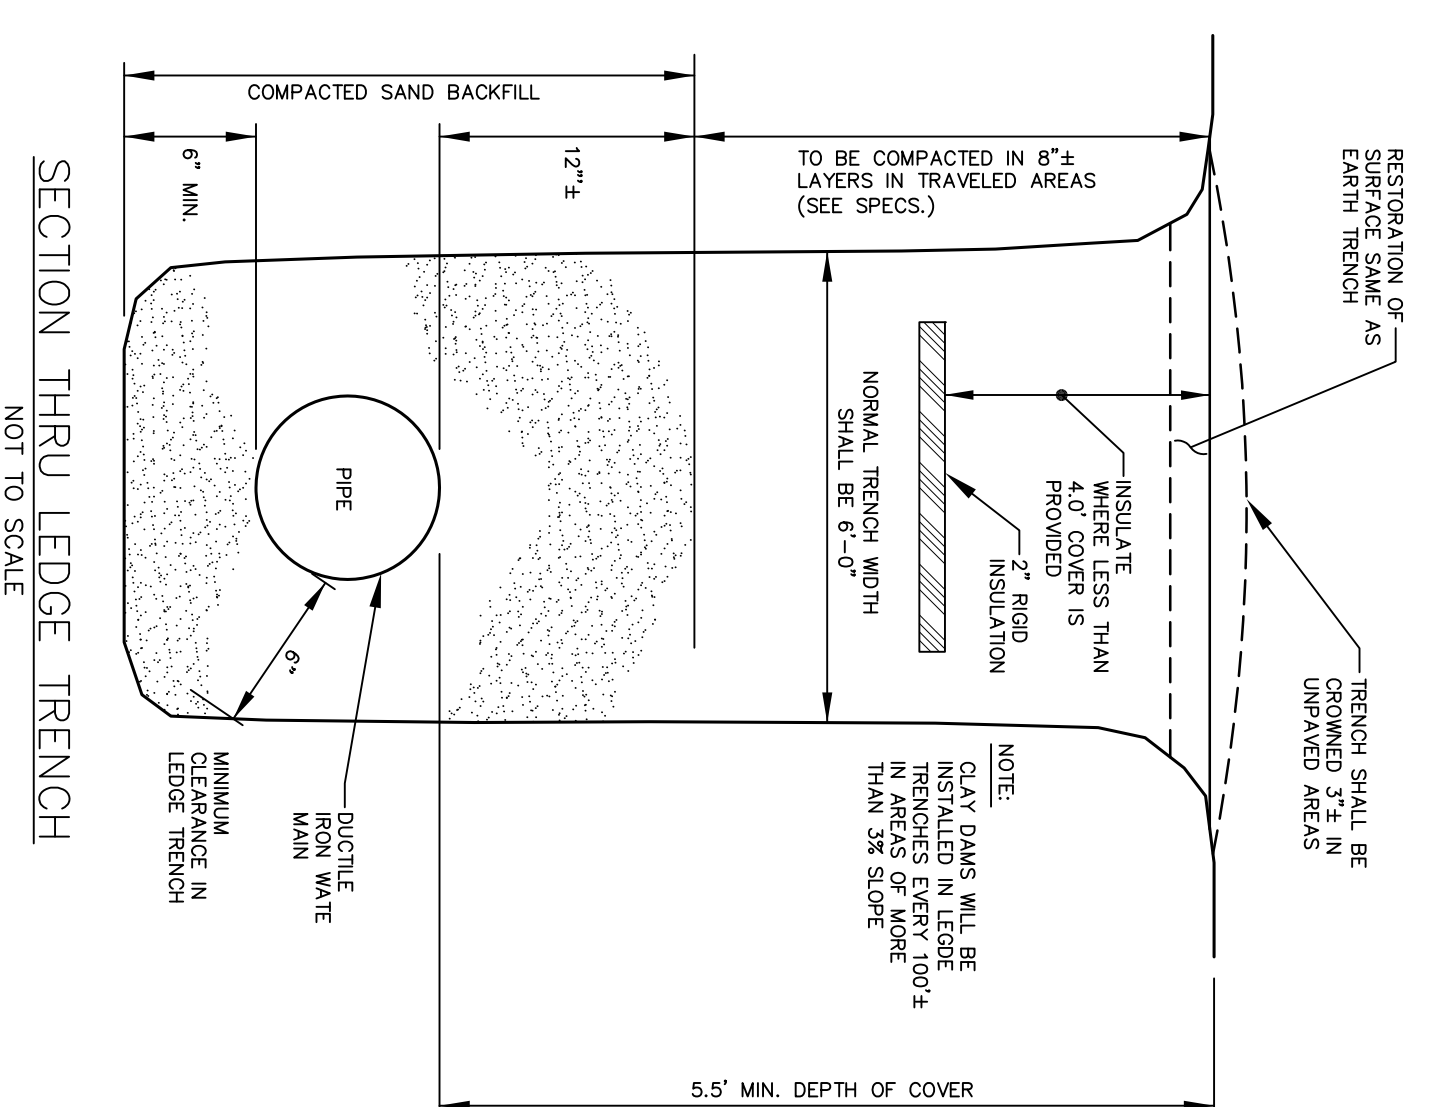 RESTORATION OF
SURFACE SAME AS
EARTH TRENCH
TRENCH SHALL BE
CROWNED 3"± IN
UNPAVED AREAS
INSULATE
WHERE LESS THAN
4.0' COVER IS
PROVIDED
2" RIGID
INSULATION
TO BE COMPACTED IN 8"±
LAYERS IN TRAVELED AREAS
(SEE SPECS.)
NORMAL TRENCH WIDTH
SHALL BE 6'-0"
NOTE:
CLAY DAMS WILL BE
INSTALLED IN LEGDE
TRENCHES EVERY 100'±
IN AREAS OF MORE
THAN 3% SLOPE
5.5' MIN. DEPTH OF COVER
COMPACTED SAND BACKFILL
12"'±
PIPE
6"
6" MIN.
DUCTILE
IRON WATE
MAIN
MINIMUM
CLEARANCE IN
LEDGE TRENCH
SECTION THRU LEDGE TRENCH
NOT TO SCALE